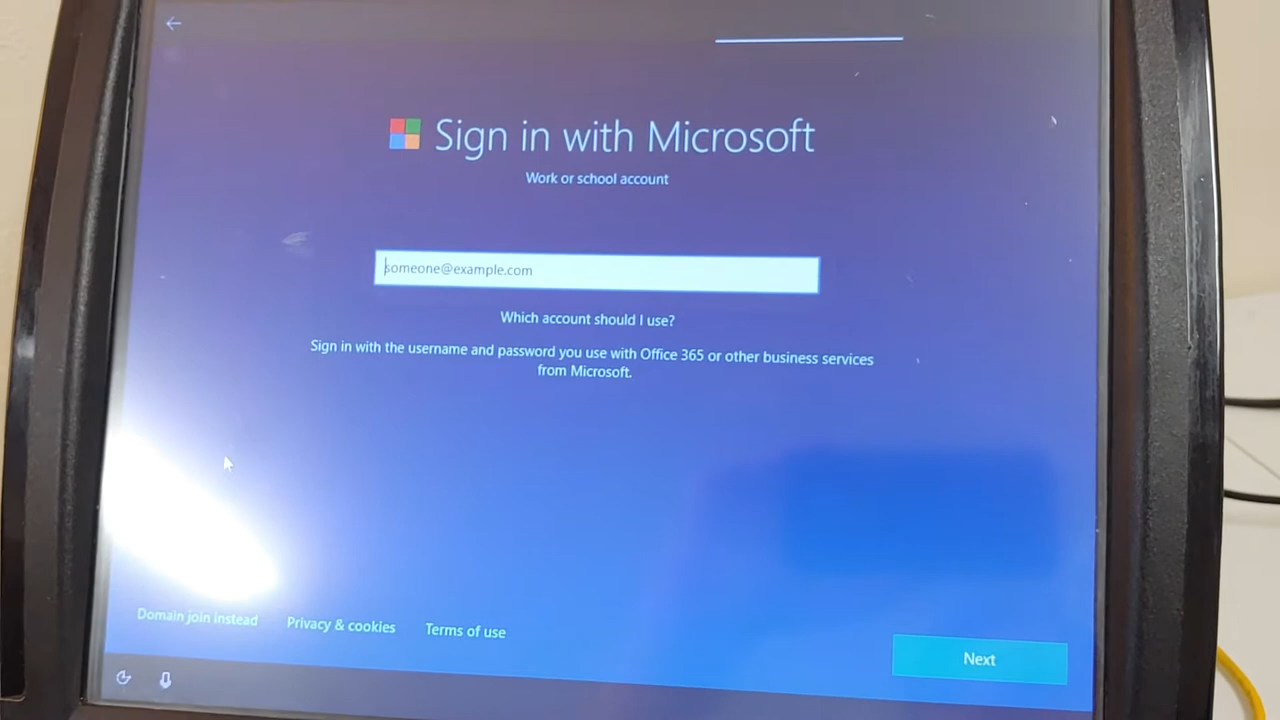 Sign in with Microsoft
Work or school account
someone@example.com
Which account should I use?
Sign in with the username and password you use with Office 365 or other business services
from Microsoft.
Domain join instead
Privacy & cookies
Terms of use
Next